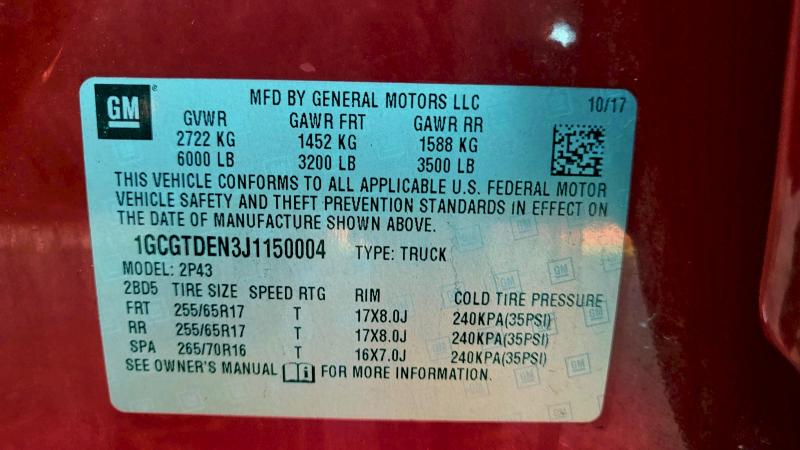 GM
MFD BY GENERAL MOTORS LLC 10/17
GVWR GAWR FRT GAWR RR
2722 KG 1452 KG 1588 KG
6000 LB 3200 LB 3500 LB
THIS VEHICLE CONFORMS TO ALL APPLICABLE U.S. FEDERAL MOTOR
VEHICLE SAFETY AND THEFT PREVENTION STANDARDS IN EFFECT ON
THE DATE OF MANUFACTURE SHOWN ABOVE.
1GCGTDEN3J1150004 TYPE: TRUCK
MODEL: 2P43
2BD5 TIRE SIZE SPEED RTG RIM COLD TIRE PRESSURE
FRT 255/65R17 T 17X8.0J 240KPA(35PSI)
RR 255/65R17 T 17X8.0J 240KPA(35PSI)
SPA 265/70R16 T 16X7.0J 240KPA(35PSI)
SEE OWNER'S MANUAL FOR MORE INFORMATION.